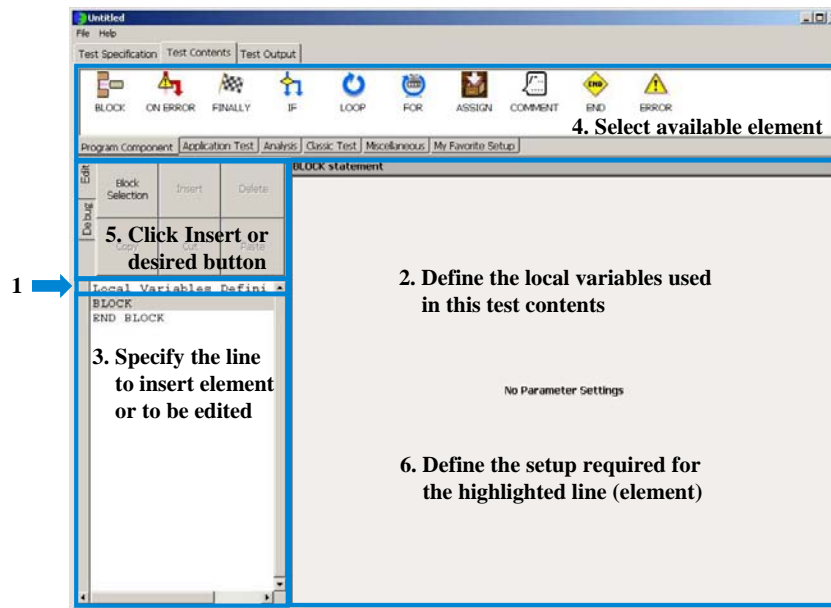 Untitled
File Help
Test Specification Test Contents Test Output
BLOCK ON ERROR FINALLY IF LOOP FOR ASSIGN COMMENT END ERROR
4. Select available element
Program Component Application Test Analysis Classic Test Miscellaneous My Favorite Setup
Edit
Debug
Block Selection Insert Delete
Copy Cut Paste
5. Click Insert or
desired button
BLOCK statement
1
Local Variables Defini
BLOCK
END BLOCK
2. Define the local variables used
in this test contents
3. Specify the line
to insert element
or to be edited
No Parameter Settings
6. Define the setup required for
the highlighted line (element)